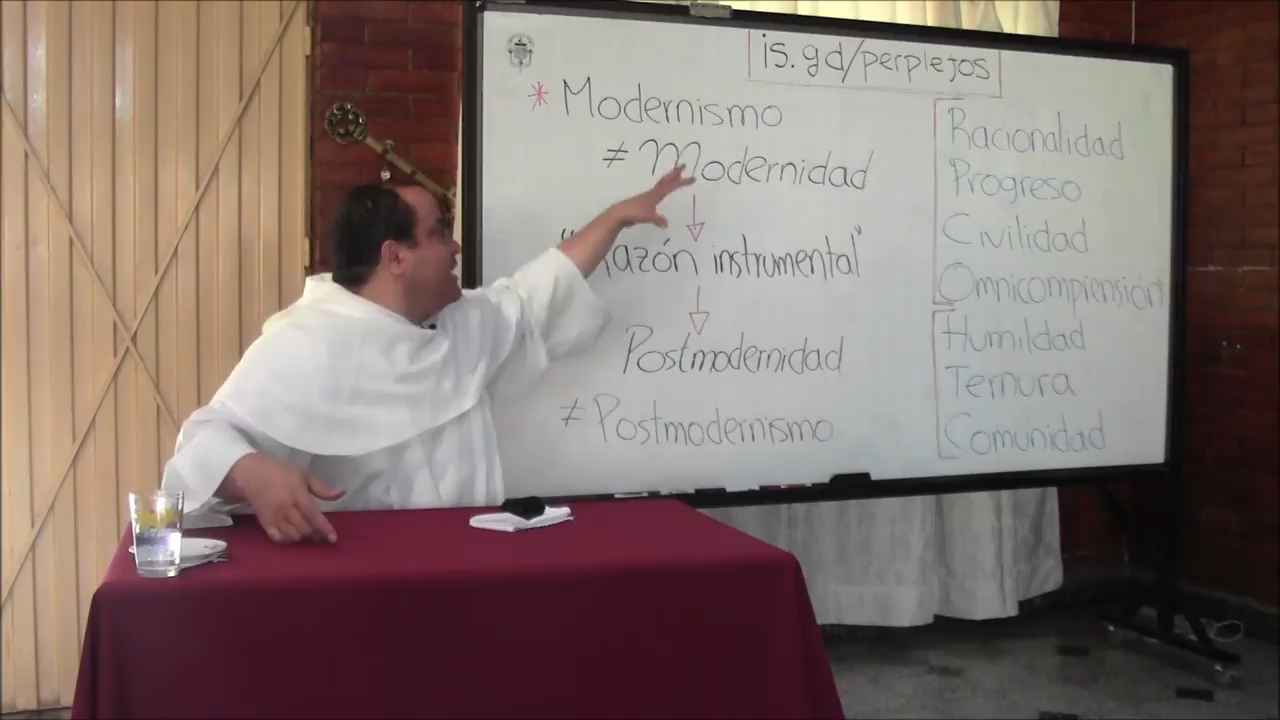 is.gd/perplejos
* Modernismo
≠ Modernidad
"Razón instrumental"
Postmodernidad
≠ Postmodernismo
Racionalidad
Progreso
Civilidad
Omnicomprensión
Humildad
Ternura
Comunidad